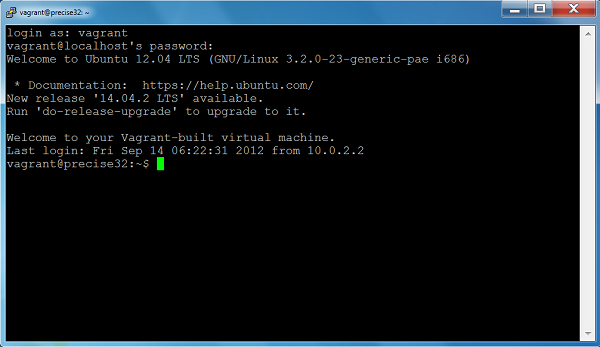 vagrant@precise32: ~
login as: vagrant
vagrant@localhost's password:
Welcome to Ubuntu 12.04 LTS (GNU/Linux 3.2.0-23-generic-pae i686)
 * Documentation:  https://help.ubuntu.com/
New release '14.04.2 LTS' available.
Run 'do-release-upgrade' to upgrade to it.
Welcome to your Vagrant-built virtual machine.
Last login: Fri Sep 14 06:22:31 2012 from 10.0.2.2
vagrant@precise32:~$